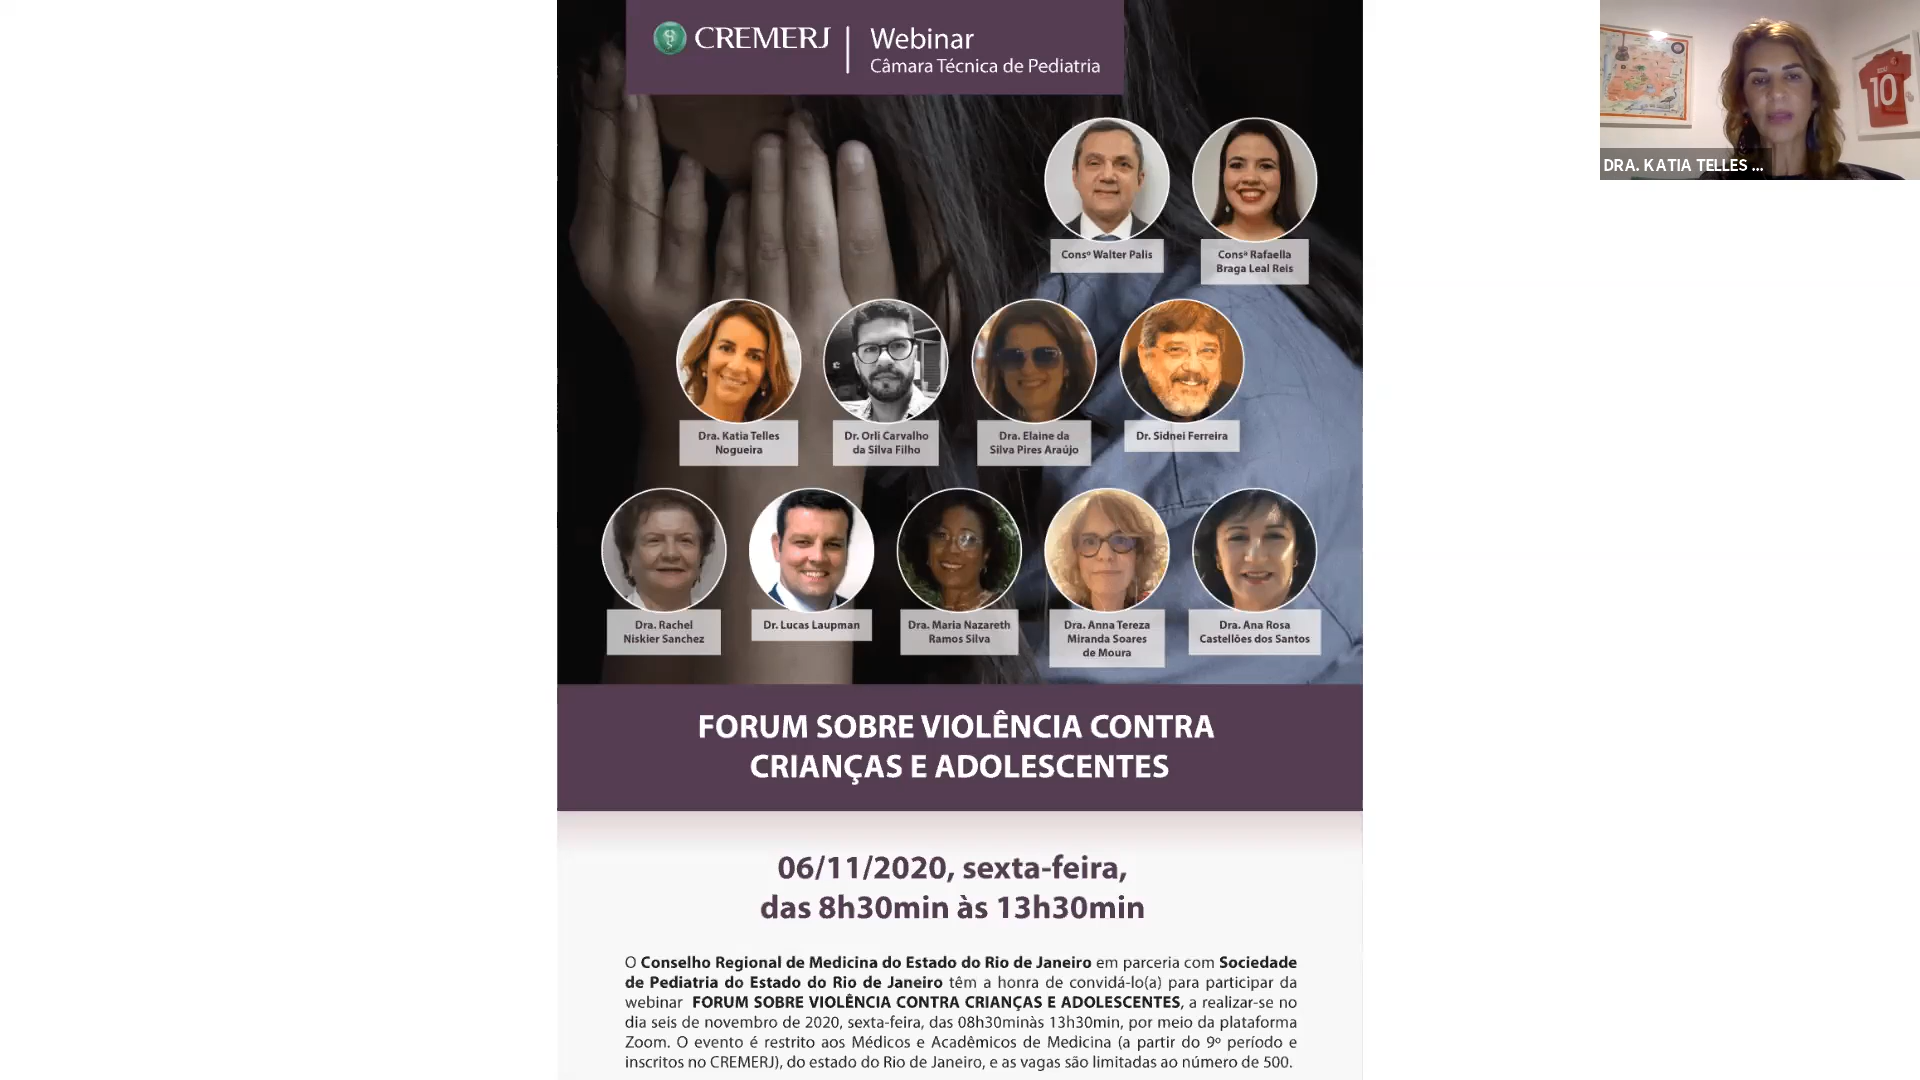 CREMERJ
Webinar
Câmara Técnica de Pediatria
10
DRA. KATIA TELLES ...
Consº Walter Palis
Consª Rafaella
Braga Leal Reis
Dra. Katia Telles
Nogueira
Dr. Orli Carvalho
da Silva Filho
Dra. Elaine da
Silva Pires Araújo
Dr. Sidnei Ferreira
Dra. Rachel
Niskier Sanchez
Dr. Lucas Laupman
Dra. Maria Nazareth
Ramos Silva
Dra. Anna Tereza
Miranda Soares
de Moura
Dra. Ana Rosa
Castellões dos Santos
FORUM SOBRE VIOLÊNCIA CONTRA
CRIANÇAS E ADOLESCENTES
06/11/2020, sexta-feira,
das 8h30min às 13h30min
O Conselho Regional de Medicina do Estado do Rio de Janeiro em parceria com Sociedade
de Pediatria do Estado do Rio de Janeiro têm a honra de convidá-lo(a) para participar da
webinar FORUM SOBRE VIOLÊNCIA CONTRA CRIANÇAS E ADOLESCENTES, a realizar-se no
dia seis de novembro de 2020, sexta-feira, das 08h30minàs 13h30min, por meio da plataforma
Zoom. O evento é restrito aos Médicos e Acadêmicos de Medicina (a partir do 9º período e
inscritos no CREMERJ), do estado do Rio de Janeiro, e as vagas são limitadas ao número de 500.